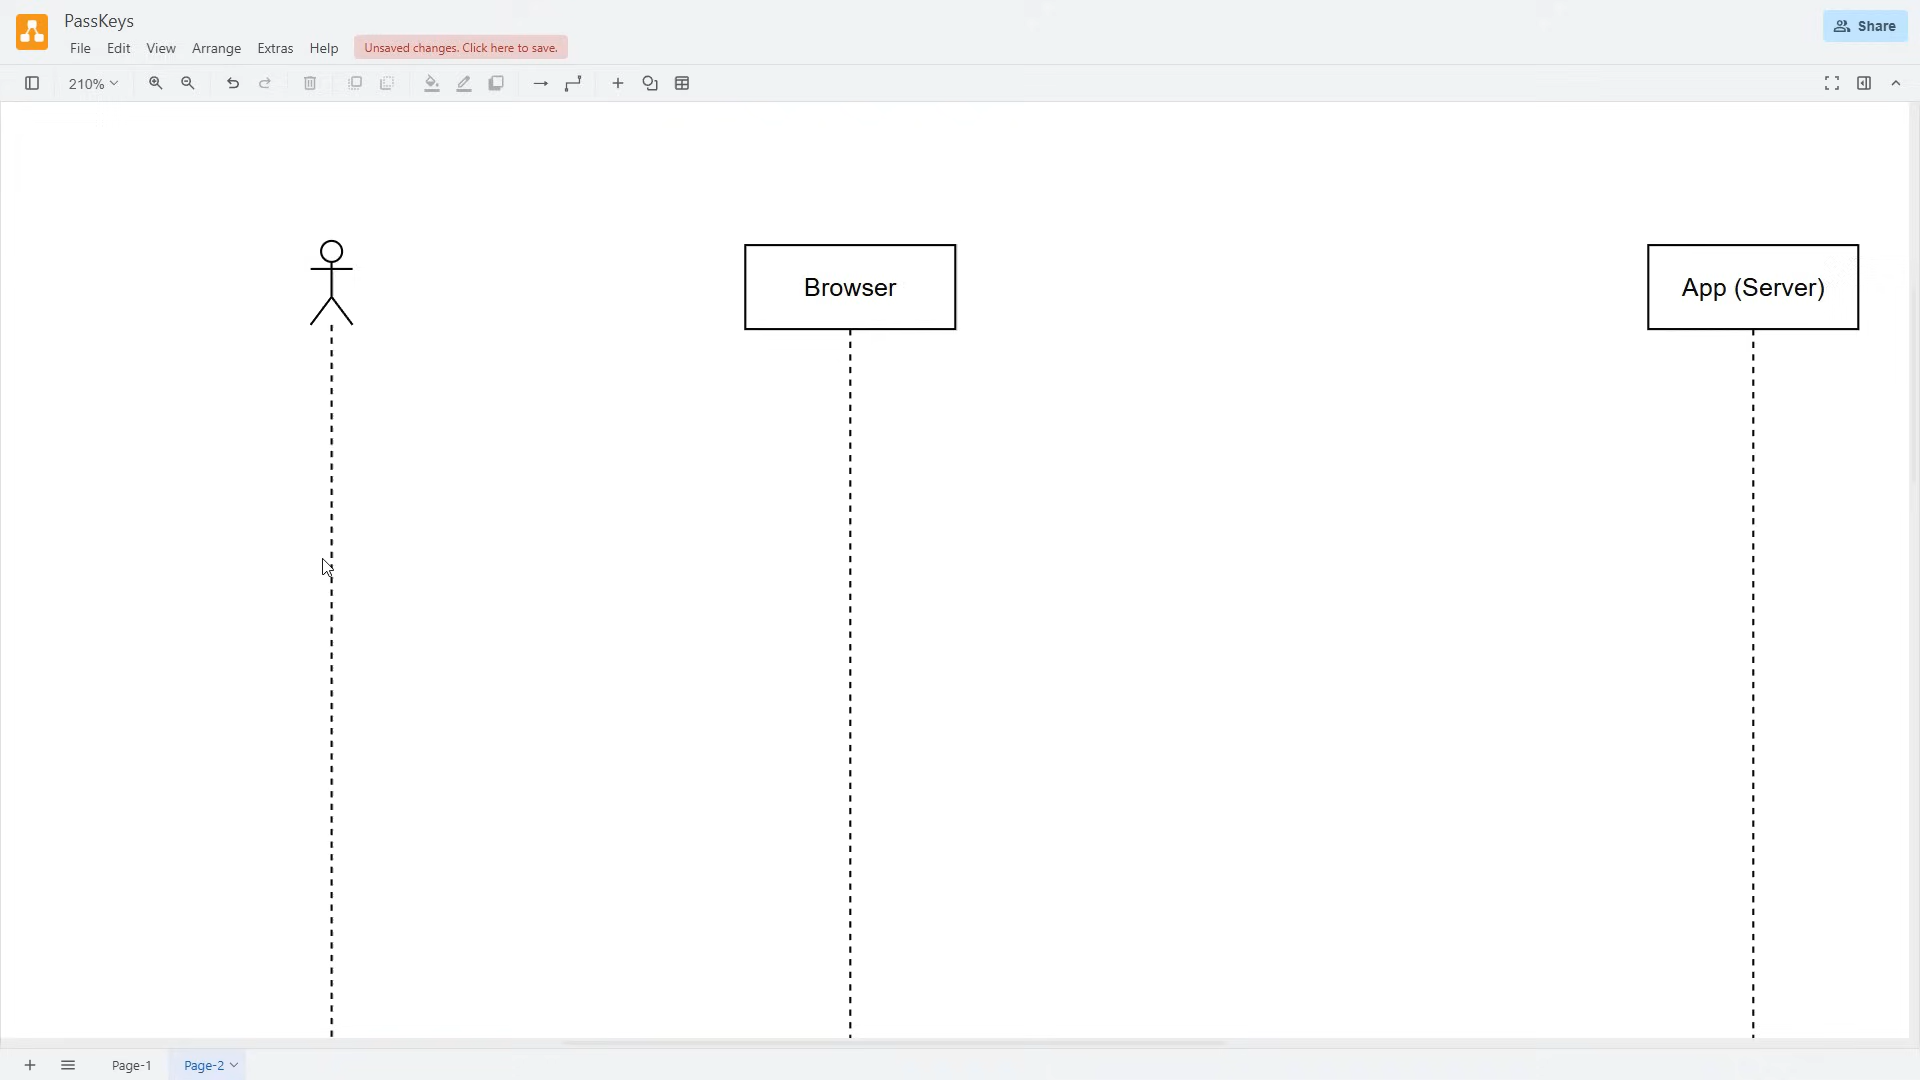 PassKeys
File Edit View Arrange Extras Help Unsaved changes. Click here to save.
Share
210%
Browser
App (Server)
Page-1 Page-2